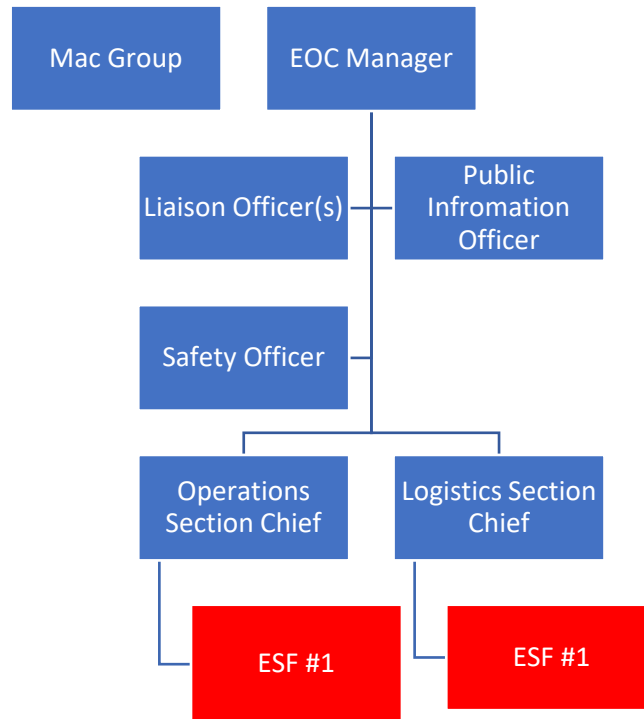 Mac Group
EOC Manager
Liaison Officer(s)
Public
Infromation
Officer
Safety Officer
Operations
Section Chief
Logistics Section
Chief
ESF #1
ESF #1